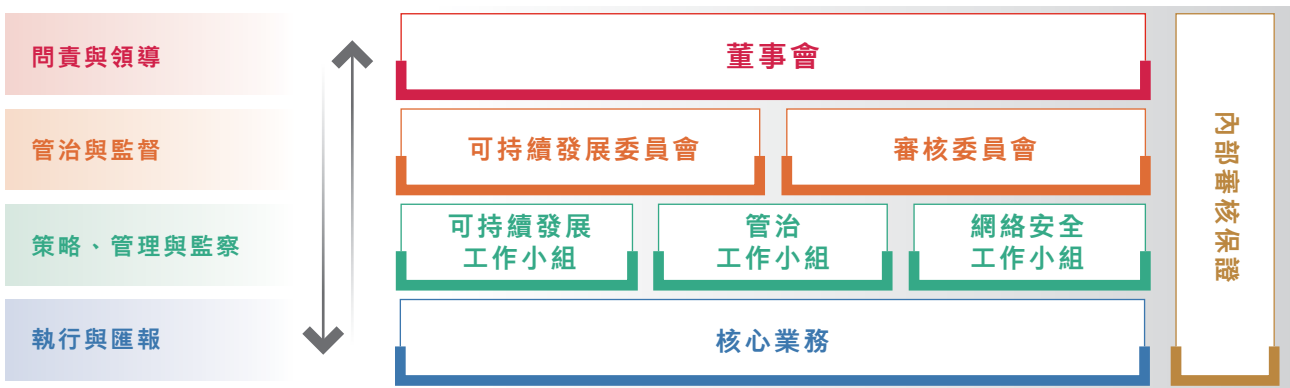 問責與領導
董事會
管治與監督
可持續發展委員會
審核委員會
策略、管理與監察
可持續發展
工作小組
管治
工作小組
網絡安全
工作小組
執行與匯報
核心業務
內部審核保證